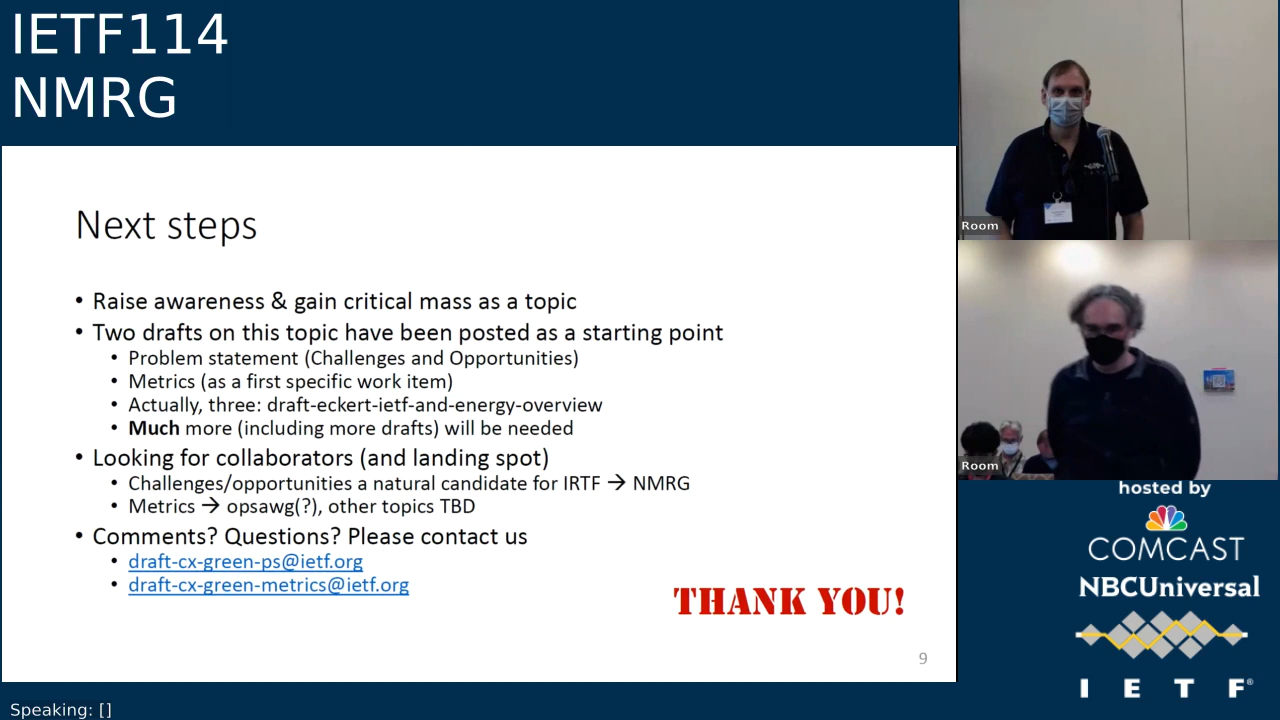 IETF114
NMRG
Next steps
• Raise awareness & gain critical mass as a topic
• Two drafts on this topic have been posted as a starting point
• Problem statement (Challenges and Opportunities)
• Metrics (as a first specific work item)
• Actually, three: draft-eckert-ietf-and-energy-overview
• Much more (including more drafts) will be needed
• Looking for collaborators (and landing spot)
• Challenges/opportunities a natural candidate for IRTF → NMRG
• Metrics → opsawg(?), other topics TBD
• Comments? Questions? Please contact us
• draft-cx-green-ps@ietf.org
• draft-cx-green-metrics@ietf.org
THANK YOU!
9
Room
Room
hosted by
COMCAST
NBCUniversal
I E T F®
Speaking: []